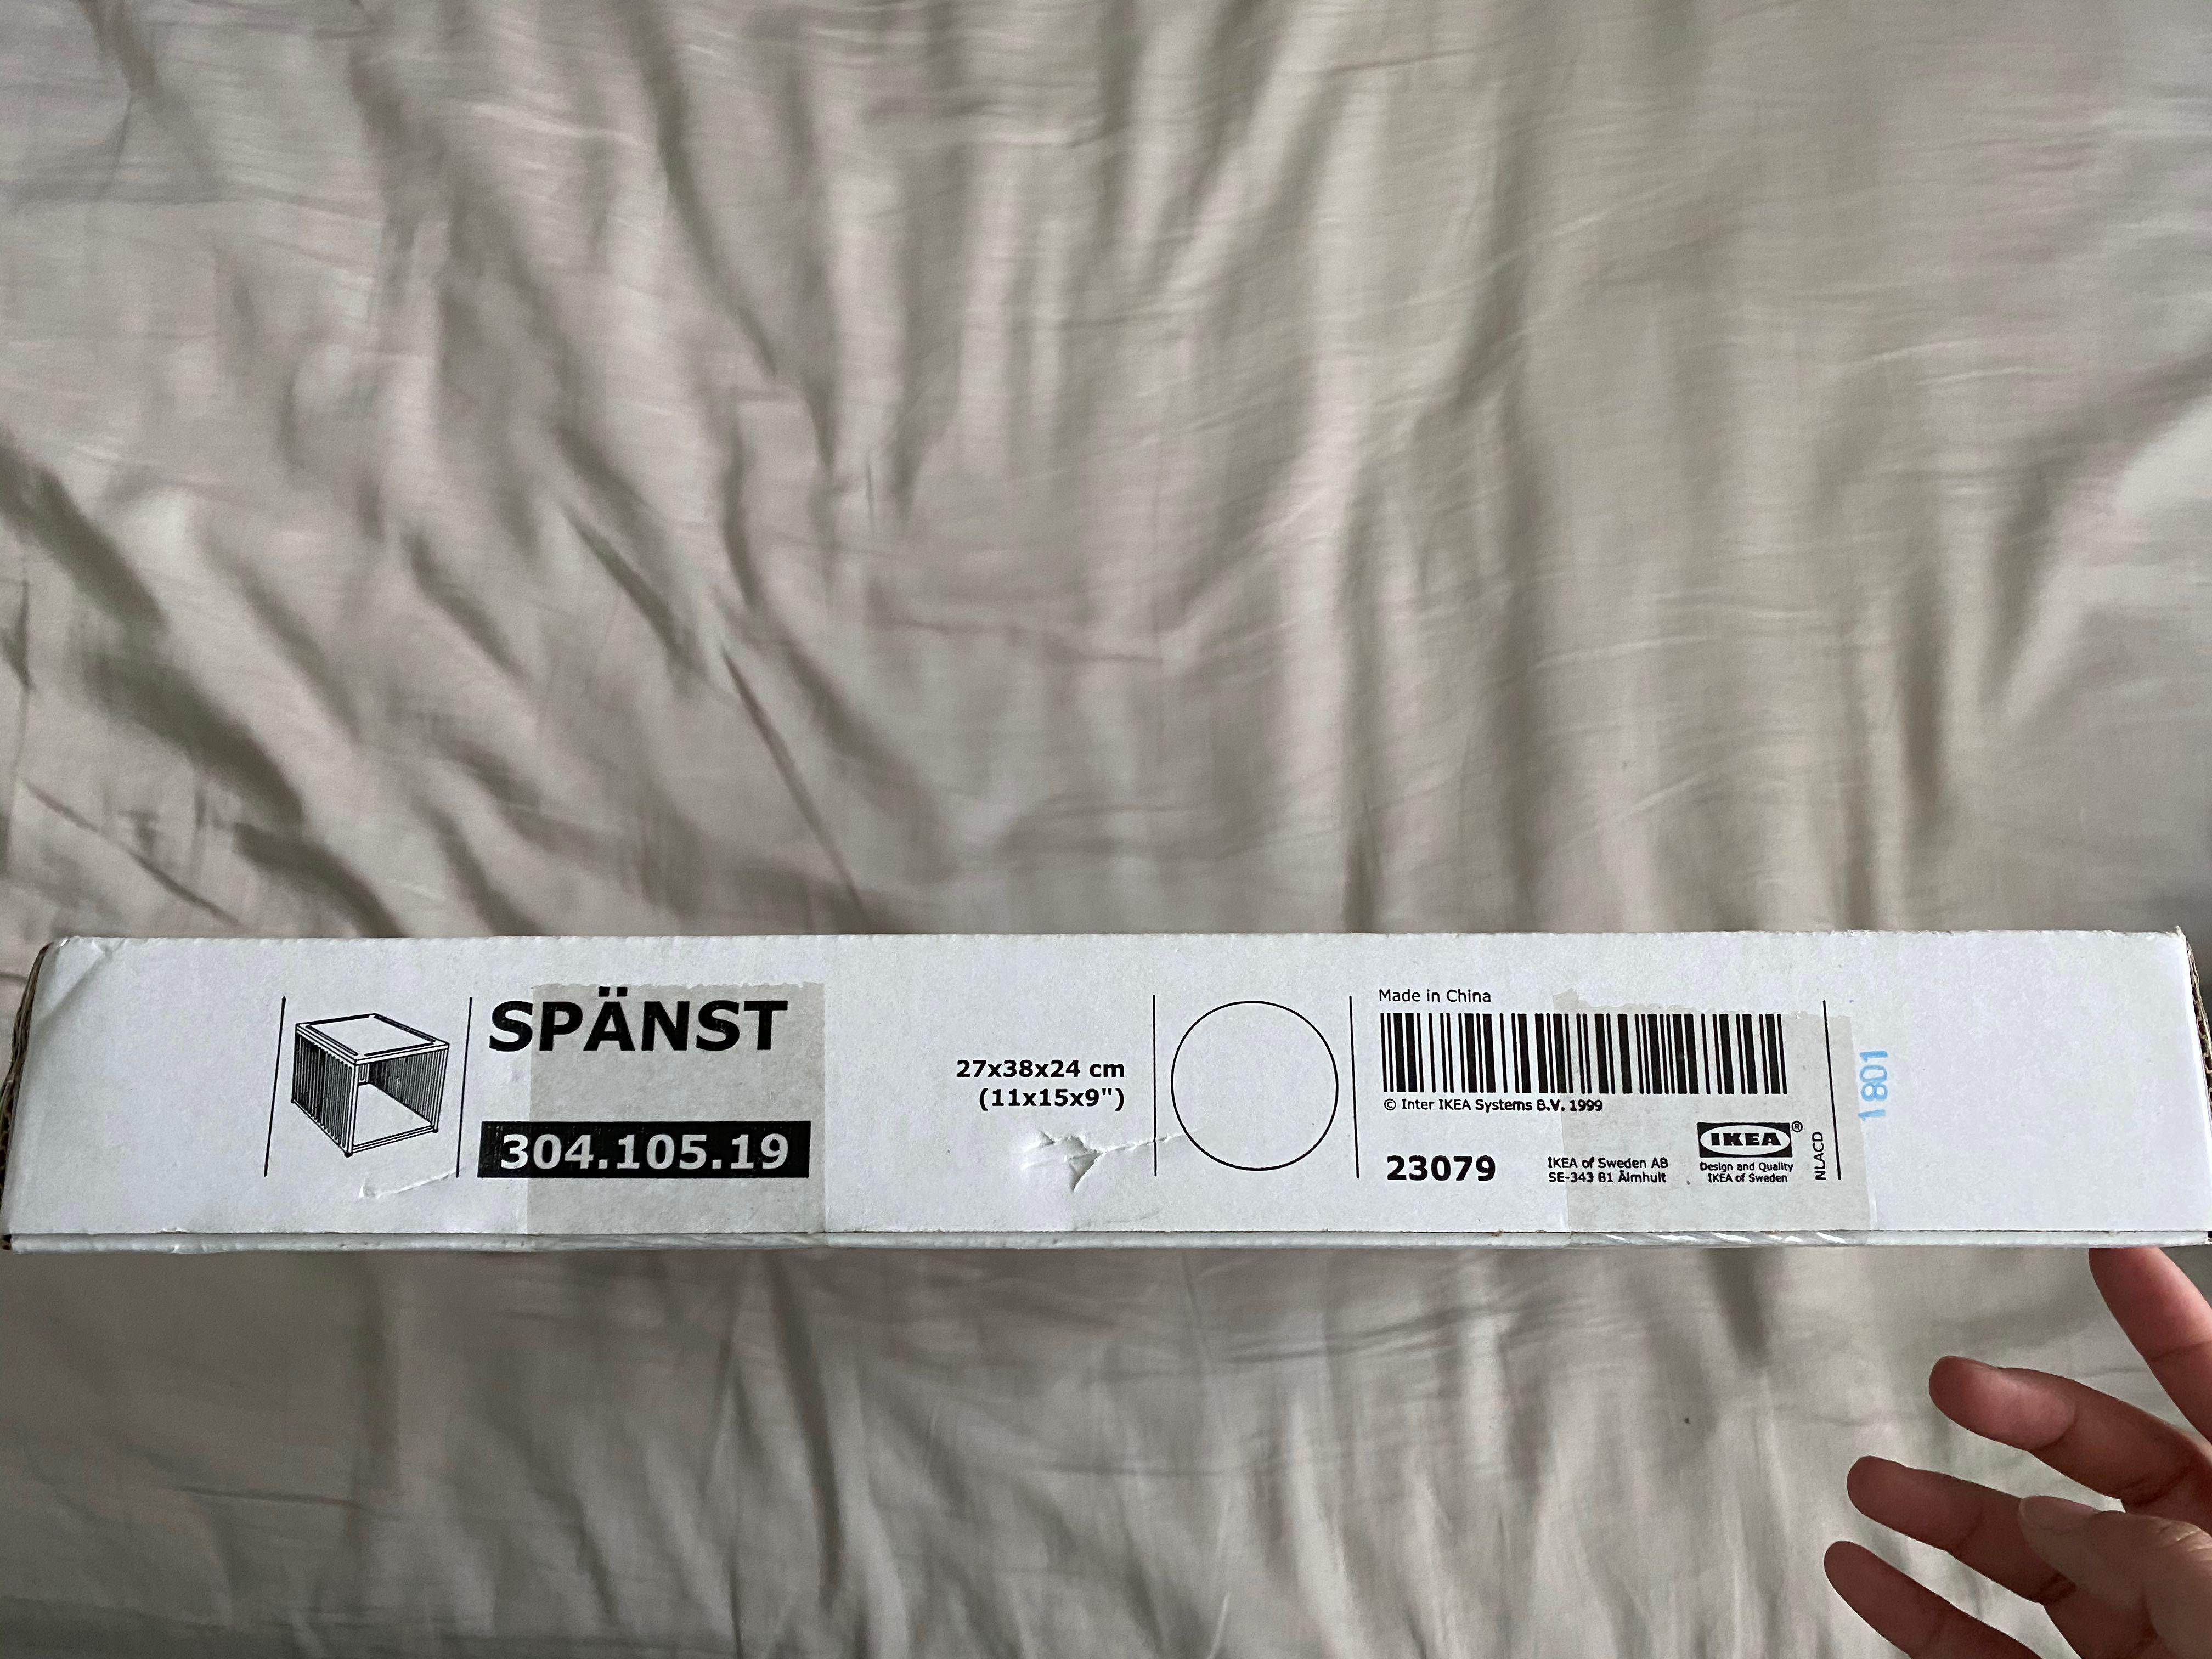 SPÄNST
304.105.19
27x38x24 cm
(11x15x9")
Made in China
© Inter IKEA Systems B.V. 1999
23079
IKEA of Sweden AB
SE-343 81 Älmhult
IKEA®
Design and Quality
IKEA of Sweden
NLACD
1801